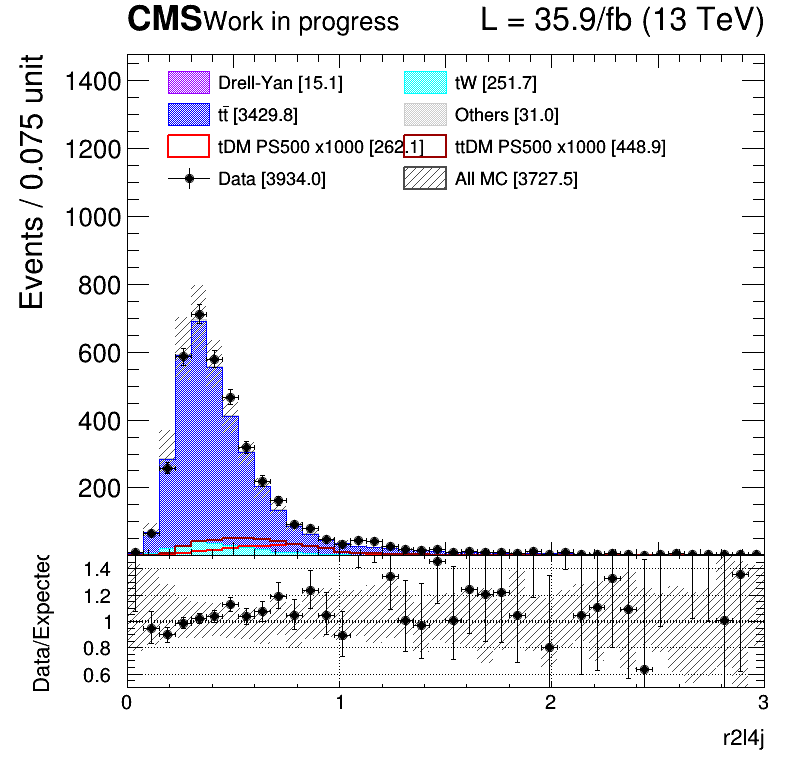 CMS Work in progress L = 35.9/fb (13 TeV)
Events / 0.075 unit
1400
1200
1000
800
600
400
200
Drell-Yan [15.1] tW [251.7]
tt̄ [3429.8] Others [31.0]
tDM PS500 x1000 [262.1] ttDM PS500 x1000 [448.9]
Data [3934.0] All MC [3727.5]
Data/Expected
1.4
1.2
1
0.8
0.6
0 1 2 3
r2l4j